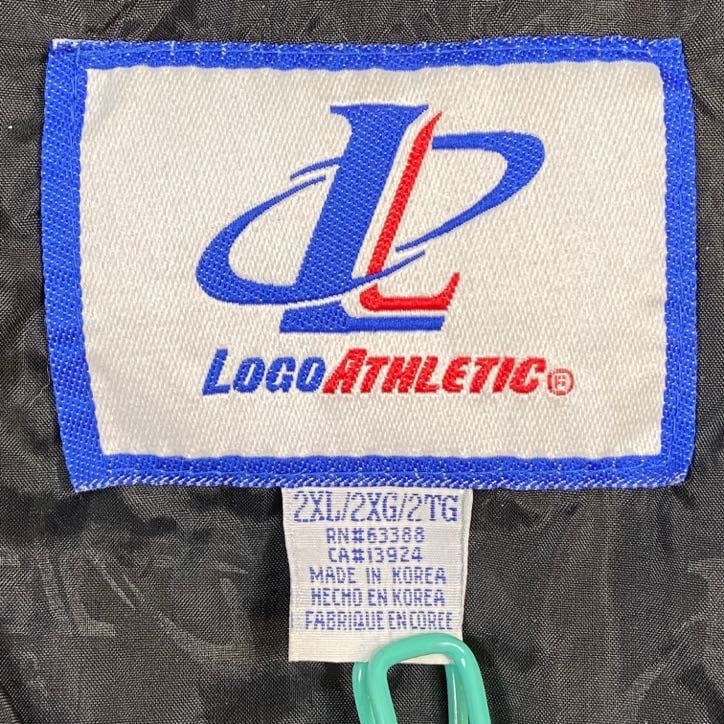 LOGOATHLETIC®
2XL/2XG/2TG
RN#63388
CA#13924
MADE IN KOREA
HECHO EN KOREA
FABRIQUE EN COREE